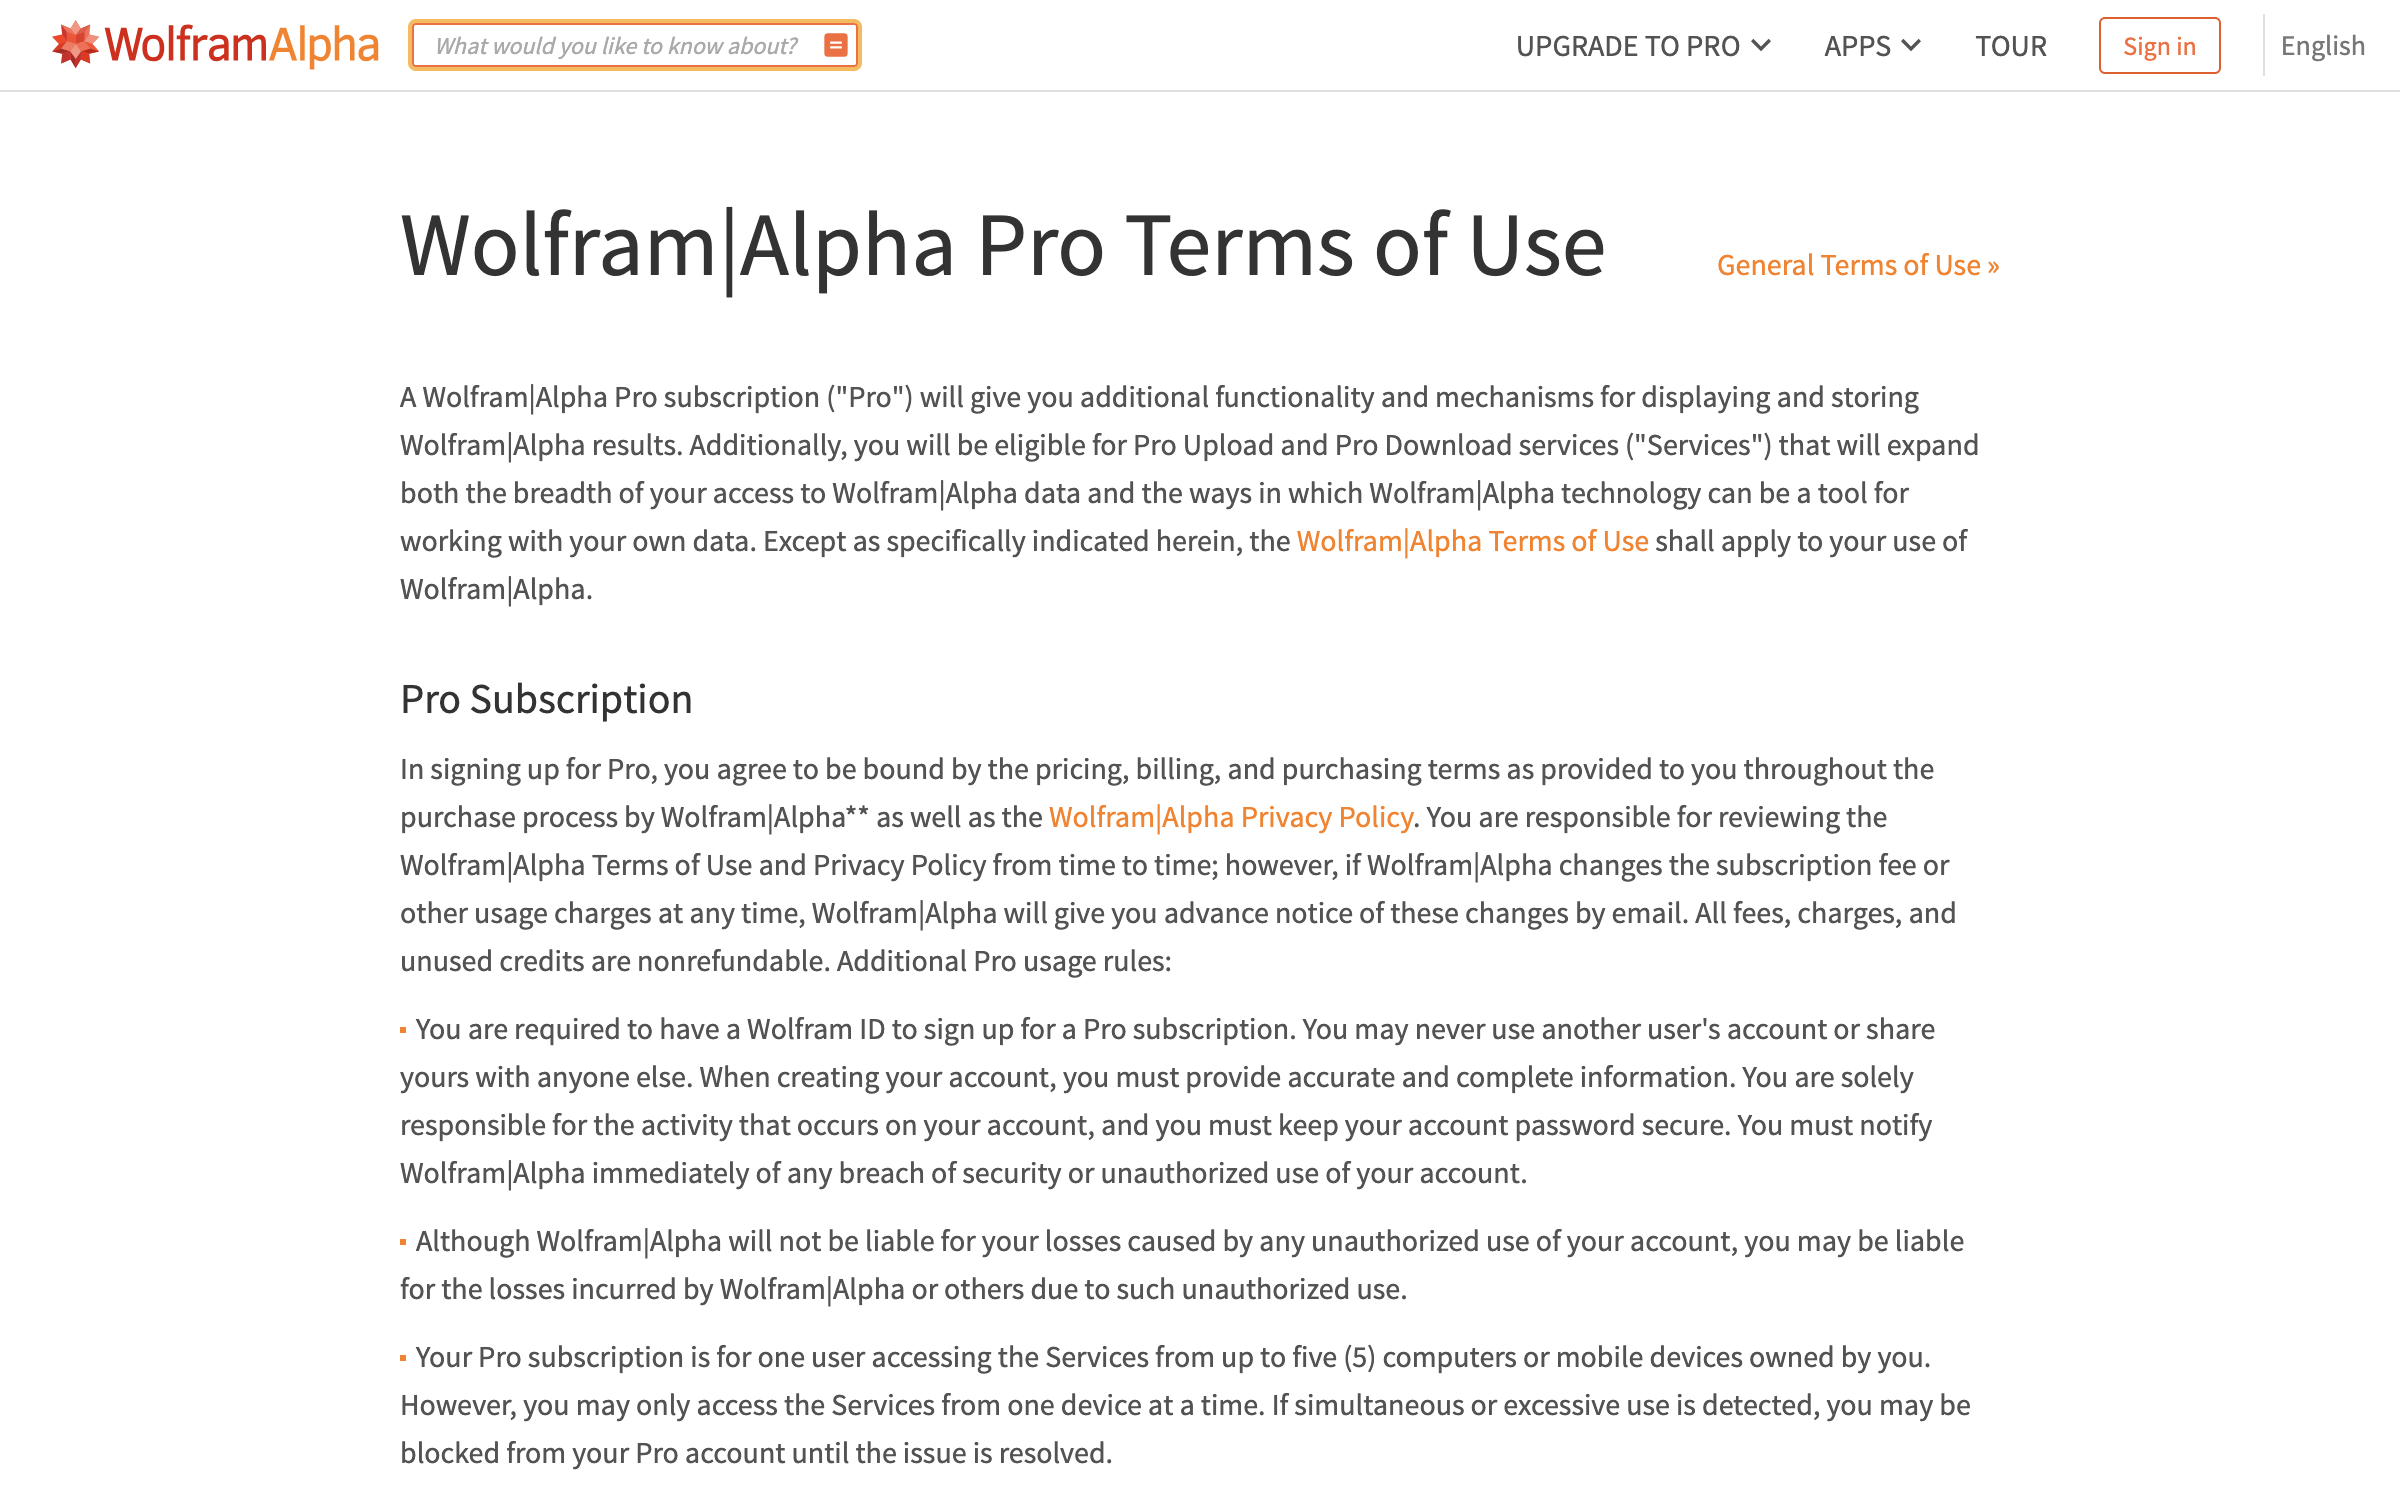 WolframAlpha
What would you like to know about?
UPGRADE TO PRO
APPS
TOUR
Sign in
English
Wolfram|Alpha Pro Terms of Use
General Terms of Use »
A Wolfram|Alpha Pro subscription ("Pro") will give you additional functionality and mechanisms for displaying and storing
Wolfram|Alpha results. Additionally, you will be eligible for Pro Upload and Pro Download services ("Services") that will expand
both the breadth of your access to Wolfram|Alpha data and the ways in which Wolfram|Alpha technology can be a tool for
working with your own data. Except as specifically indicated herein, the Wolfram|Alpha Terms of Use shall apply to your use of
Wolfram|Alpha.
Pro Subscription
In signing up for Pro, you agree to be bound by the pricing, billing, and purchasing terms as provided to you throughout the
purchase process by Wolfram|Alpha** as well as the Wolfram|Alpha Privacy Policy. You are responsible for reviewing the
Wolfram|Alpha Terms of Use and Privacy Policy from time to time; however, if Wolfram|Alpha changes the subscription fee or
other usage charges at any time, Wolfram|Alpha will give you advance notice of these changes by email. All fees, charges, and
unused credits are nonrefundable. Additional Pro usage rules:
▪ You are required to have a Wolfram ID to sign up for a Pro subscription. You may never use another user's account or share
yours with anyone else. When creating your account, you must provide accurate and complete information. You are solely
responsible for the activity that occurs on your account, and you must keep your account password secure. You must notify
Wolfram|Alpha immediately of any breach of security or unauthorized use of your account.
▪ Although Wolfram|Alpha will not be liable for your losses caused by any unauthorized use of your account, you may be liable
for the losses incurred by Wolfram|Alpha or others due to such unauthorized use.
▪ Your Pro subscription is for one user accessing the Services from up to five (5) computers or mobile devices owned by you.
However, you may only access the Services from one device at a time. If simultaneous or excessive use is detected, you may be
blocked from your Pro account until the issue is resolved.